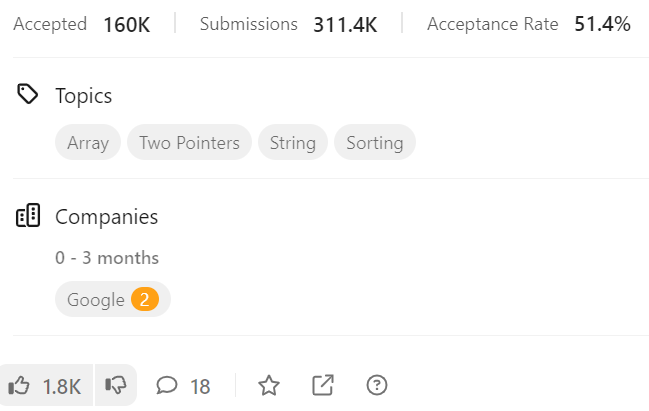 Accepted 160K Submissions 311.4K Acceptance Rate 51.4%
Topics
Array Two Pointers String Sorting
Companies
0 - 3 months
Google 2
1.8K 18